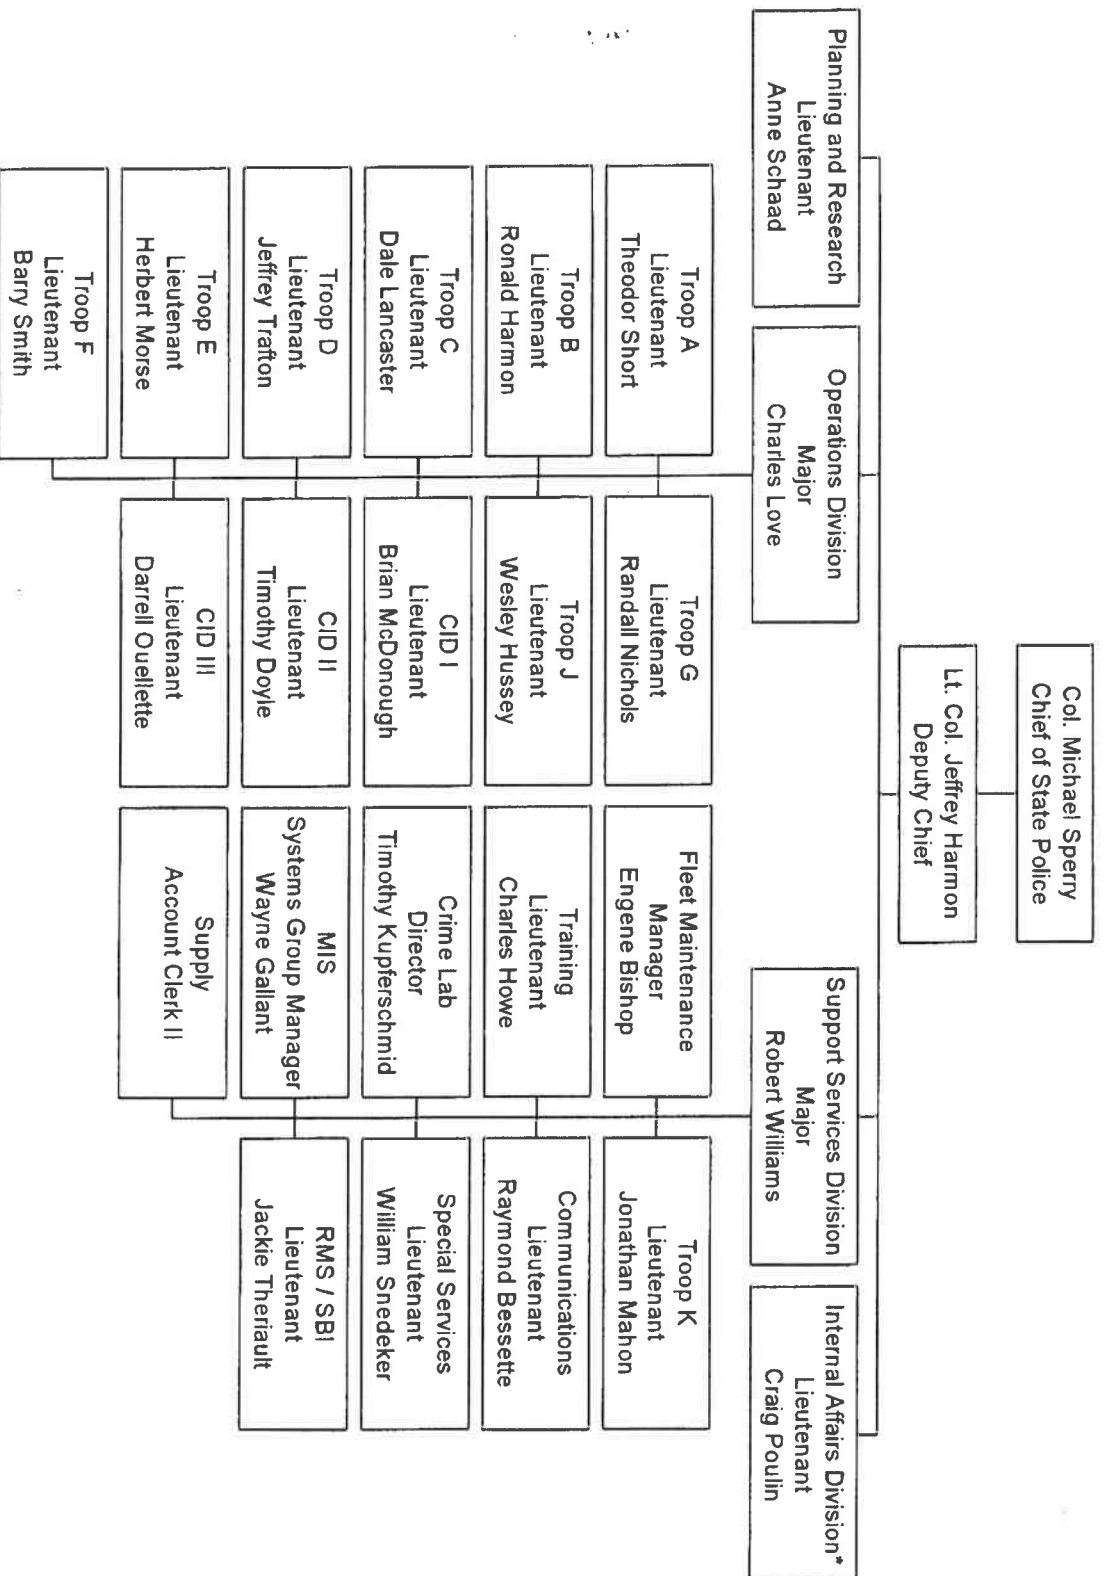 Col. Michael Sperry
Chief of State Police
Lt. Col. Jeffrey Harmon
Deputy Chief
Planning and Research
Lieutenant
Anne Schaad
Operations Division
Major
Charles Love
Support Services Division
Major
Robert Williams
Internal Affairs Division*
Lieutenant
Craig Poulin
Troop A
Lieutenant
Theodor Short
Troop G
Lieutenant
Randall Nichols
Fleet Maintenance
Manager
Engene Bishop
Troop K
Lieutenant
Jonathan Mahon
Troop B
Lieutenant
Ronald Harmon
Troop J
Lieutenant
Wesley Hussey
Training
Lieutenant
Charles Howe
Communications
Lieutenant
Raymond Bessette
Troop C
Lieutenant
Dale Lancaster
CID I
Lieutenant
Brian McDonough
Crime Lab
Director
Timothy Kupferschmid
Special Services
Lieutenant
William Snedeker
Troop D
Lieutenant
Jeffrey Trafton
CID II
Lieutenant
Timothy Doyle
MIS
Systems Group Manager
Wayne Gallant
RMS / SBI
Lieutenant
Jackie Theriault
Troop E
Lieutenant
Herbert Morse
CID III
Lieutenant
Darrell Ouellette
Supply
Account Clerk II
Troop F
Lieutenant
Barry Smith